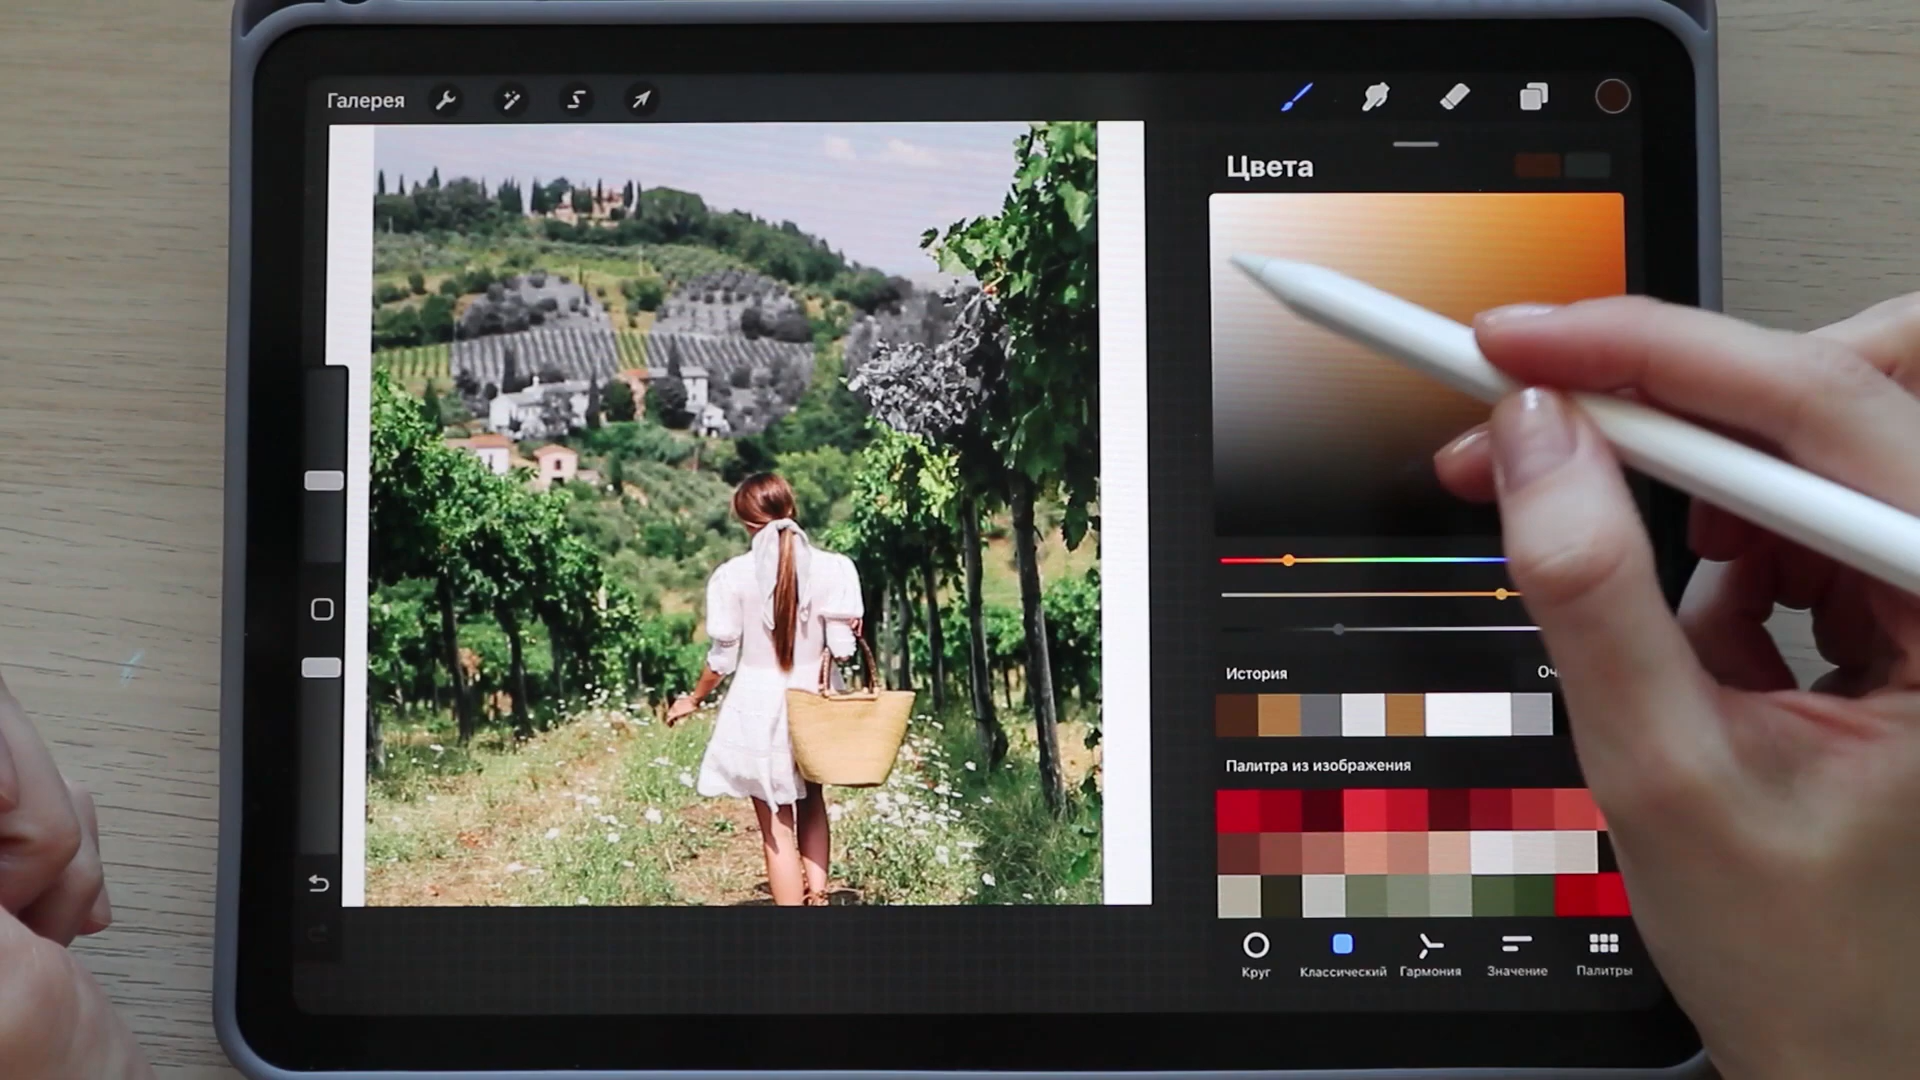 Галерея
Цвета
История
Палитра из изображения
Круг
Классический
Гармония
Значение
Палитры